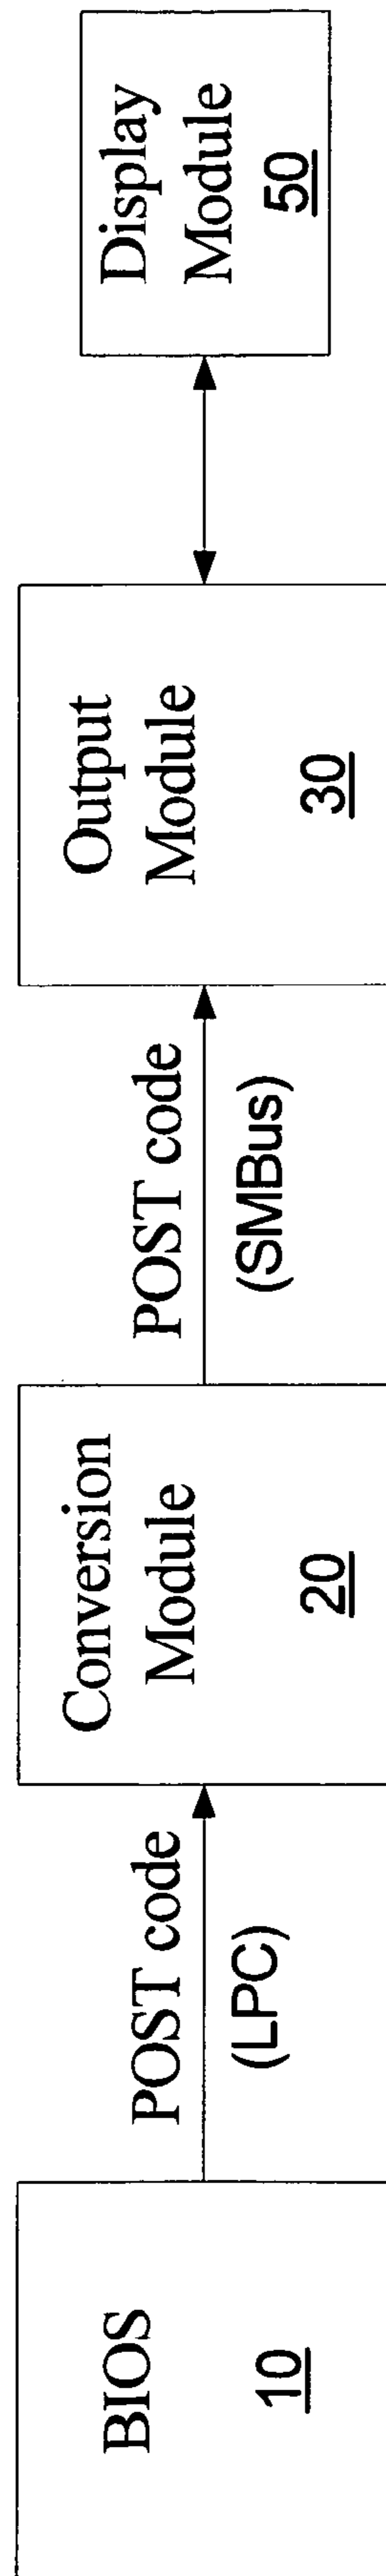 BIOS
10
POST code
(LPC)
Conversion
Module
20
POST code
(SMBus)
Output
Module
30
Display
Module
50